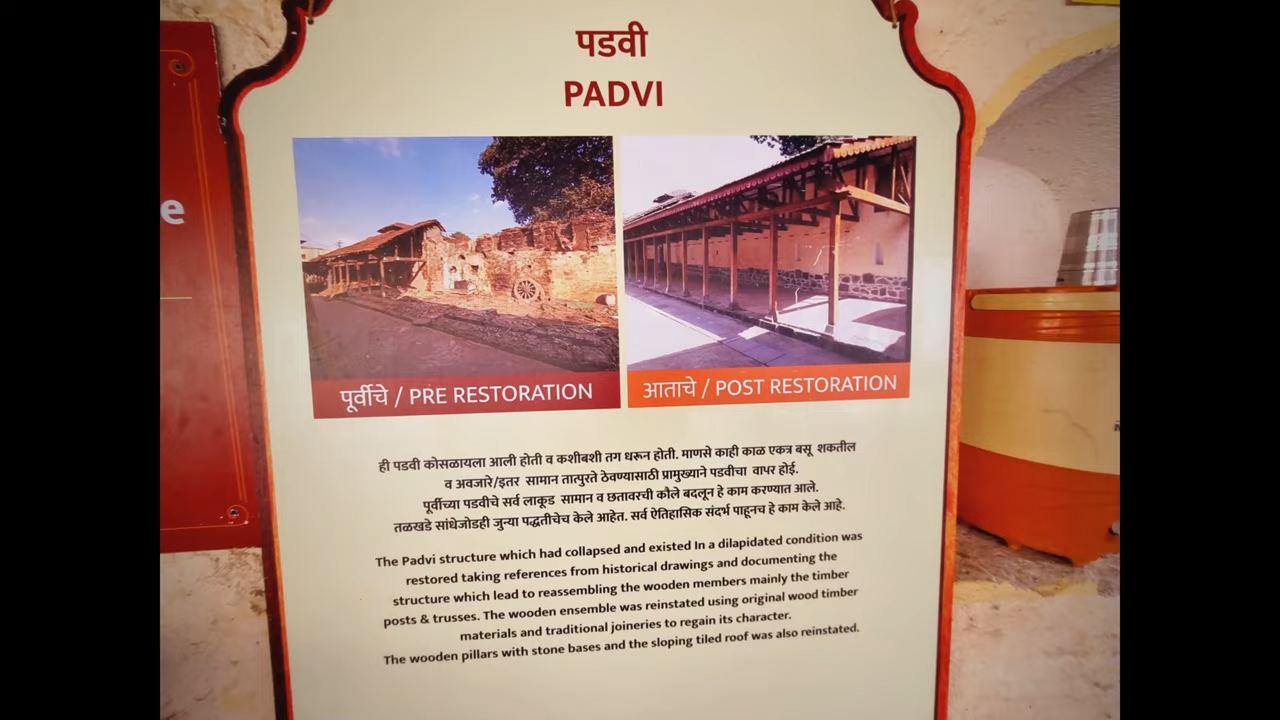 पडवी
PADVI
e
पूर्वीचे / PRE RESTORATION
आताचे / POST RESTORATION
ही पडवी कोसळायला आली होती व कशीबशी तग धरून होती. माणसे काही काळ एकत्र बसू शकतील
व अवजारे/इतर सामान तात्पुरते ठेवण्यासाठी प्रामुख्याने पडवीचा वापर होई.
पूर्वीच्या पडवीचे सर्व लाकूड सामान व छतावरची कौले बदलून हे काम करण्यात आले.
तळखडे सांधेजोडही जुन्या पद्धतीचेच केले आहेत. सर्व ऐतिहासिक संदर्भ पाहूनच हे काम केले आहे.
The Padvi structure which had collapsed and existed In a dilapidated condition was
restored taking references from historical drawings and documenting the
structure which lead to reassembling the wooden members mainly the timber
posts & trusses. The wooden ensemble was reinstated using original wood timber
materials and traditional joineries to regain its character.
The wooden pillars with stone bases and the sloping tiled roof was also reinstated.